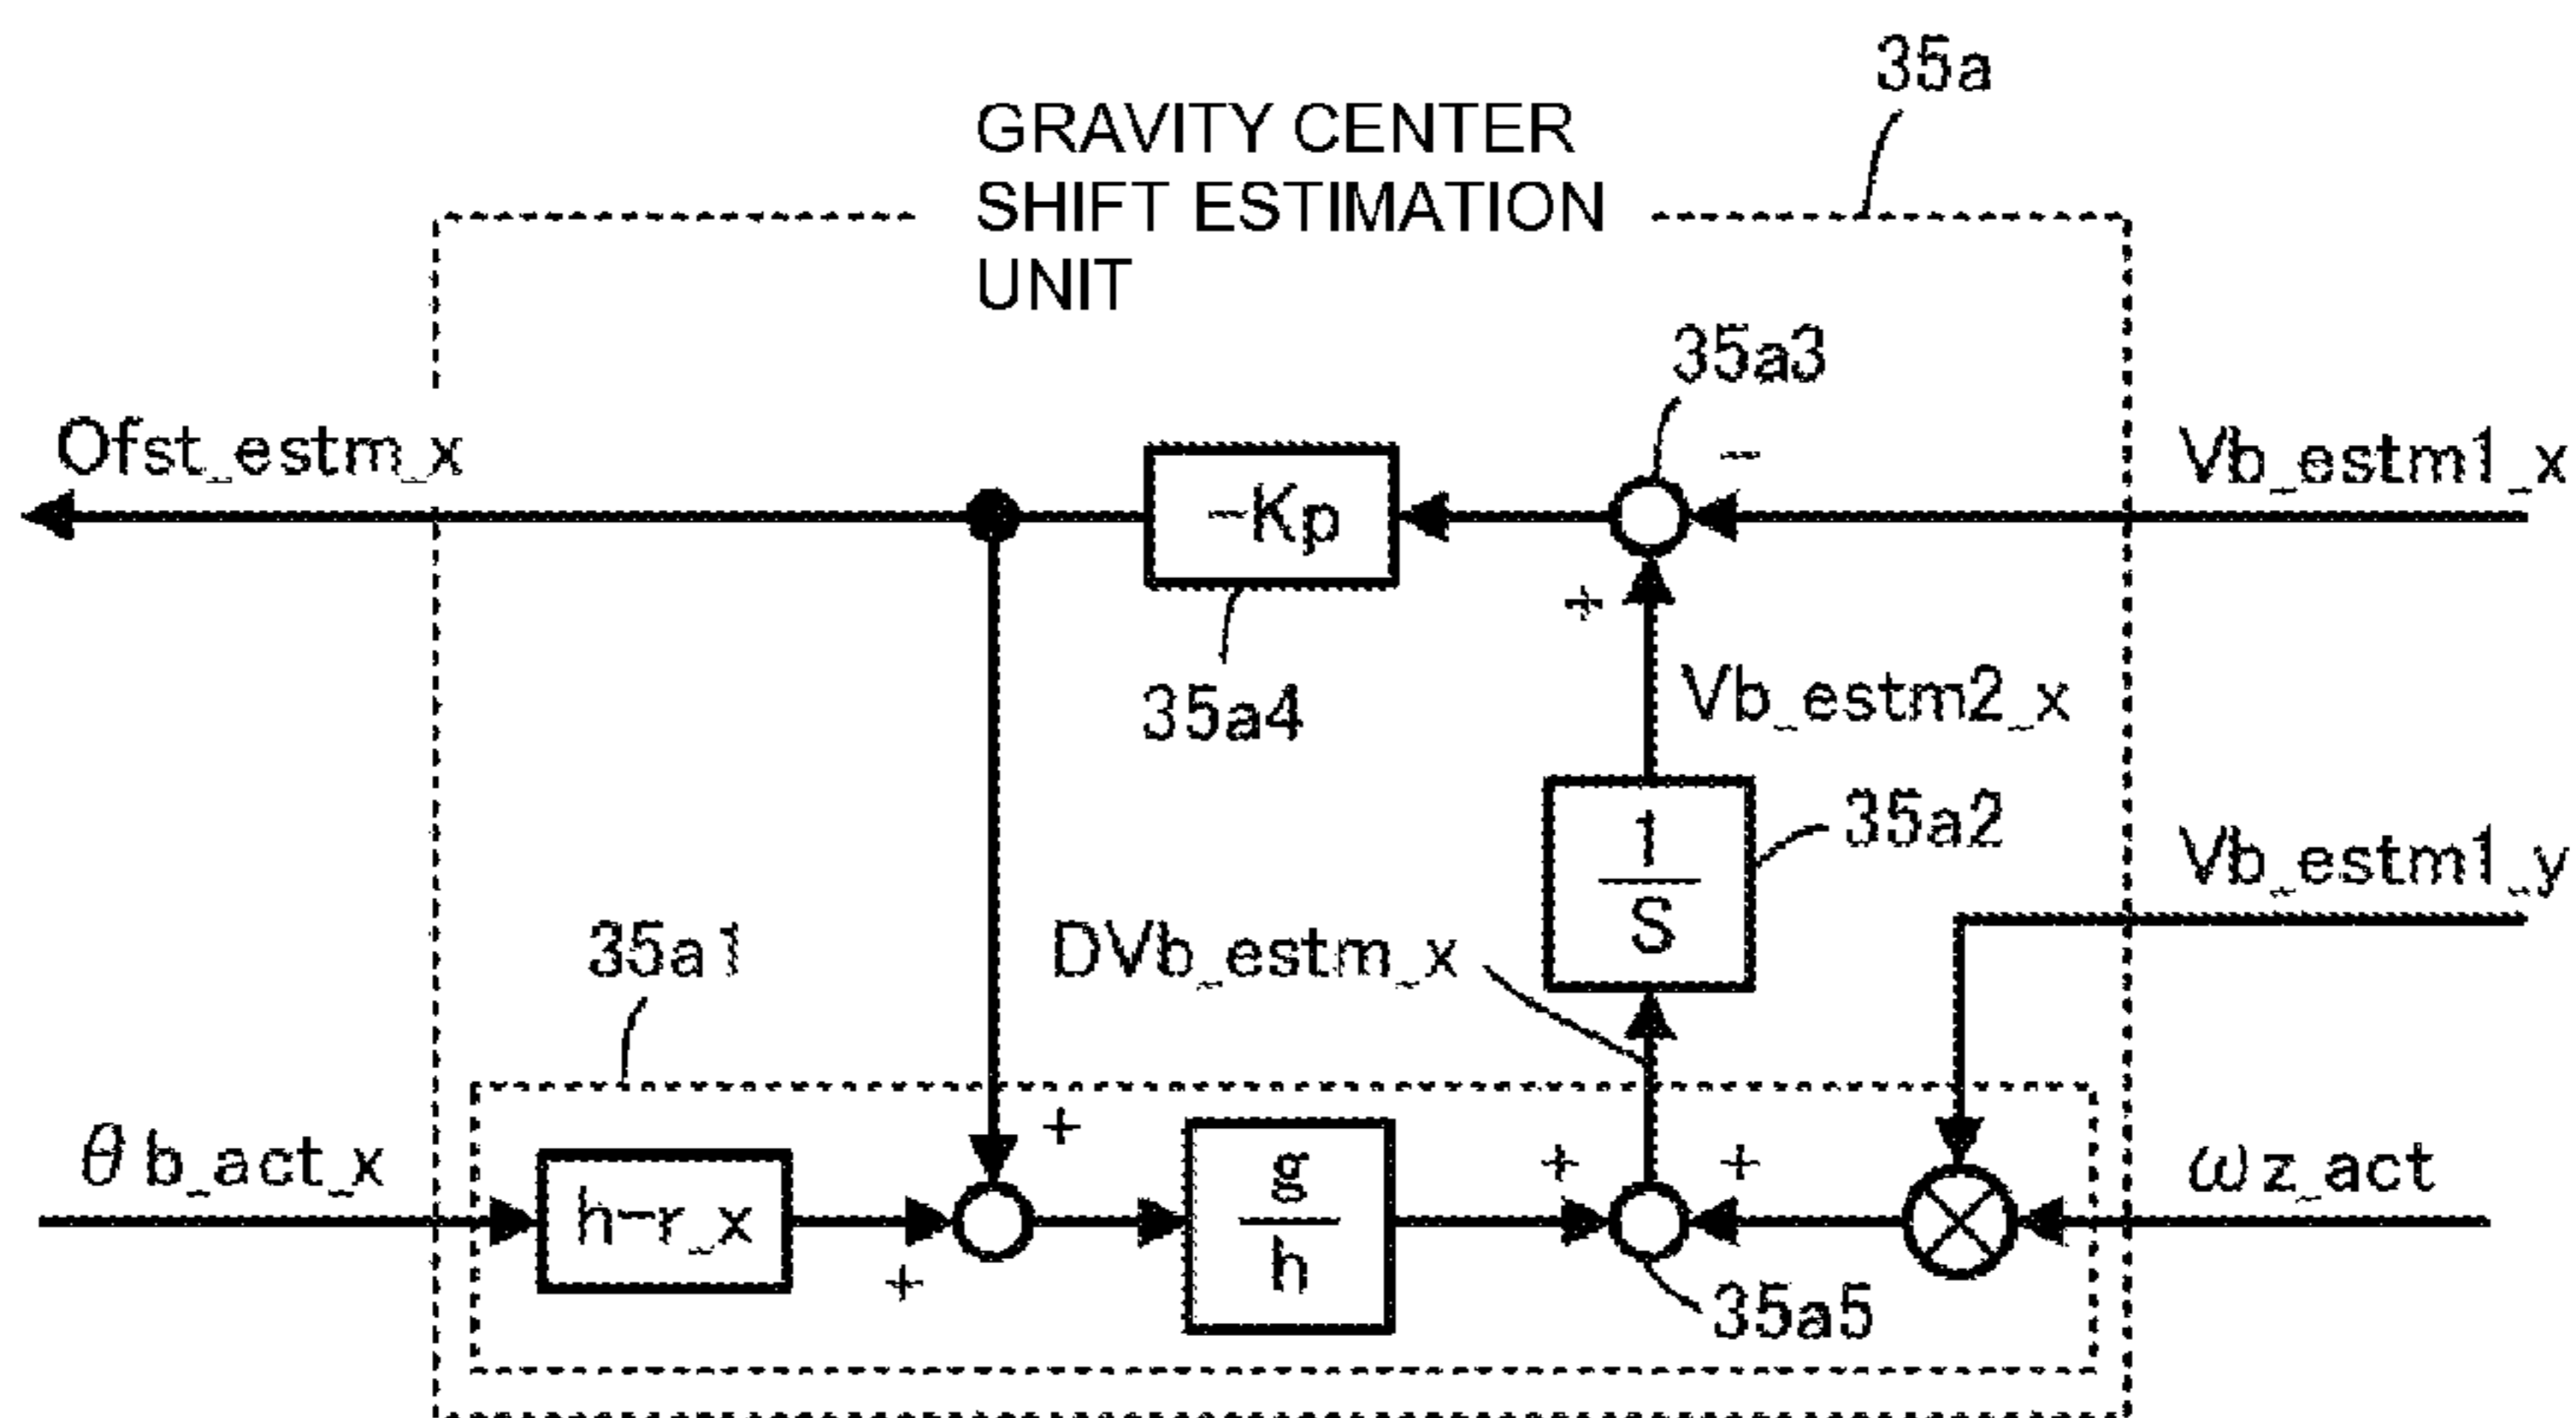 35a
GRAVITY CENTER
SHIFT ESTIMATION
UNIT
35a3
Ofst_estm_x
-Kp
−
Vb_estm1_x
+
35a4
Vb_estm2_x
1
S
35a2
Vb_estm1_y
35a1
DVb_estm_x
+
θb_act_x
h-r_x
+
g
h
+
+
ωz_act
35a5